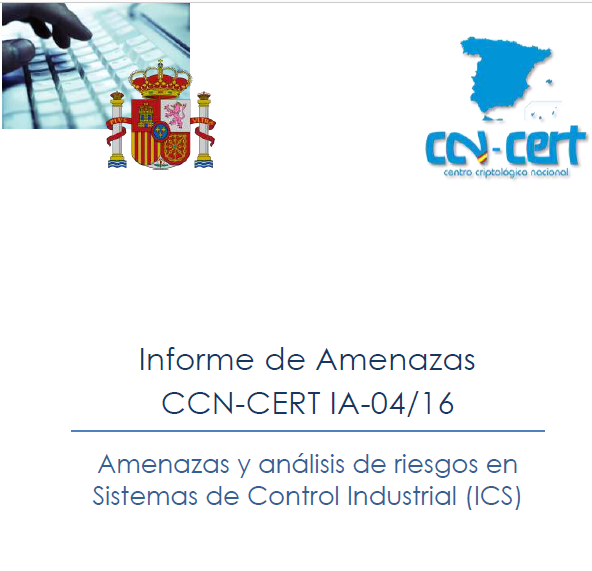 PLVS VLTRA
ccn-cert
centro criptológico nacional
Informe de Amenazas
CCN-CERT IA-04/16
Amenazas y análisis de riesgos en
Sistemas de Control Industrial (ICS)